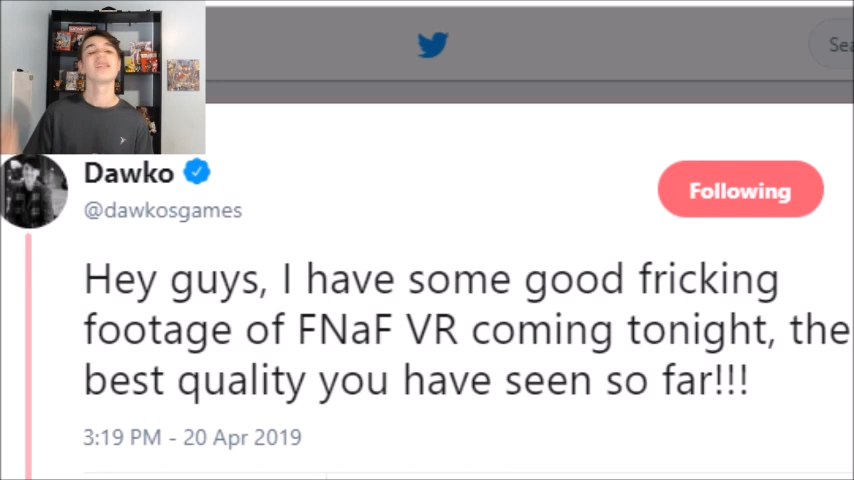 Sea
Dawko
@dawkosgames
Following
Hey guys, I have some good fricking
footage of FNaF VR coming tonight, the
best quality you have seen so far!!!
3:19 PM - 20 Apr 2019